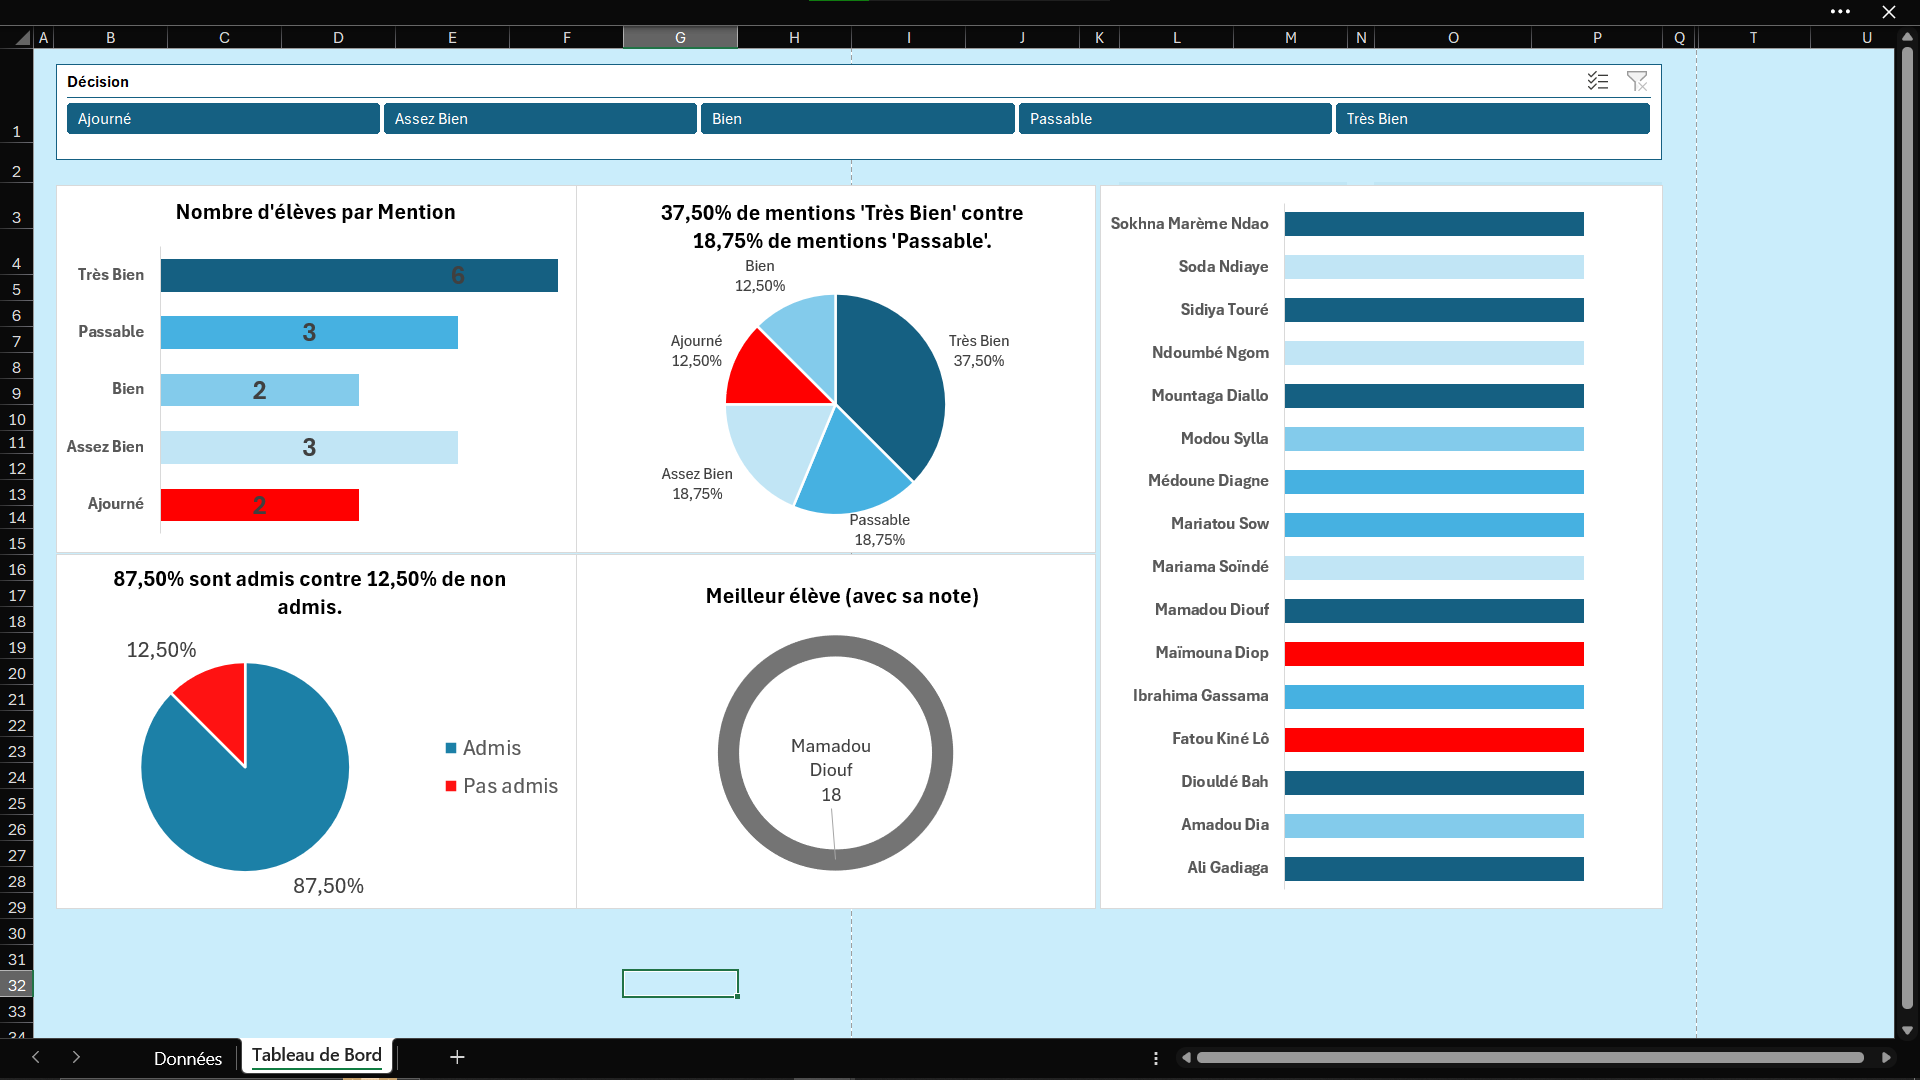 A B C D E F G H I J K L M N O P Q T U
Décision
Ajourné
Assez Bien
Bien
Passable
Très Bien
Nombre d'élèves par Mention
Très Bien 6
Passable 3
Bien 2
Assez Bien 3
Ajourné 2
37,50% de mentions 'Très Bien' contre
18,75% de mentions 'Passable'.
Bien
12,50%
Ajourné
12,50%
Très Bien
37,50%
Assez Bien
18,75%
Passable
18,75%
87,50% sont admis contre 12,50% de non
admis.
12,50%
Admis
Pas admis
87,50%
Meilleur élève (avec sa note)
Mamadou
Diouf
18
Sokhna Marème Ndao
Soda Ndiaye
Sidiya Touré
Ndoumbé Ngom
Mountaga Diallo
Modou Sylla
Médoune Diagne
Mariatou Sow
Mariama Soïndé
Mamadou Diouf
Maïmouna Diop
Ibrahima Gassama
Fatou Kiné Lô
Diouldé Bah
Amadou Dia
Ali Gadiaga
1
2
3
4
5
6
7
8
9
10
11
12
13
14
15
16
17
18
19
20
21
22
23
24
25
26
27
28
29
30
31
32
33
34
Données
Tableau de Bord